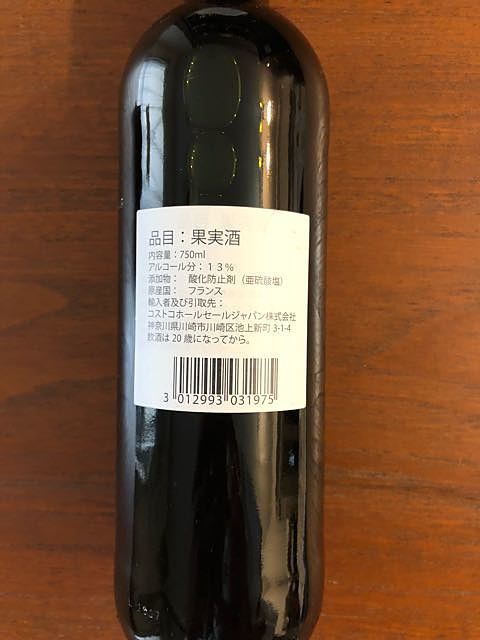 品目：果実酒
内容量：750ml
アルコール分：１３％
添加物：　酸化防止剤（亜硫酸塩）
原産国：　フランス
輸入者及び引取先：
コストコホールセールジャパン株式会社
神奈川県川崎市川崎区池上新町 3-1-4
飲酒は 20 歳になってから。
3 012993 031975